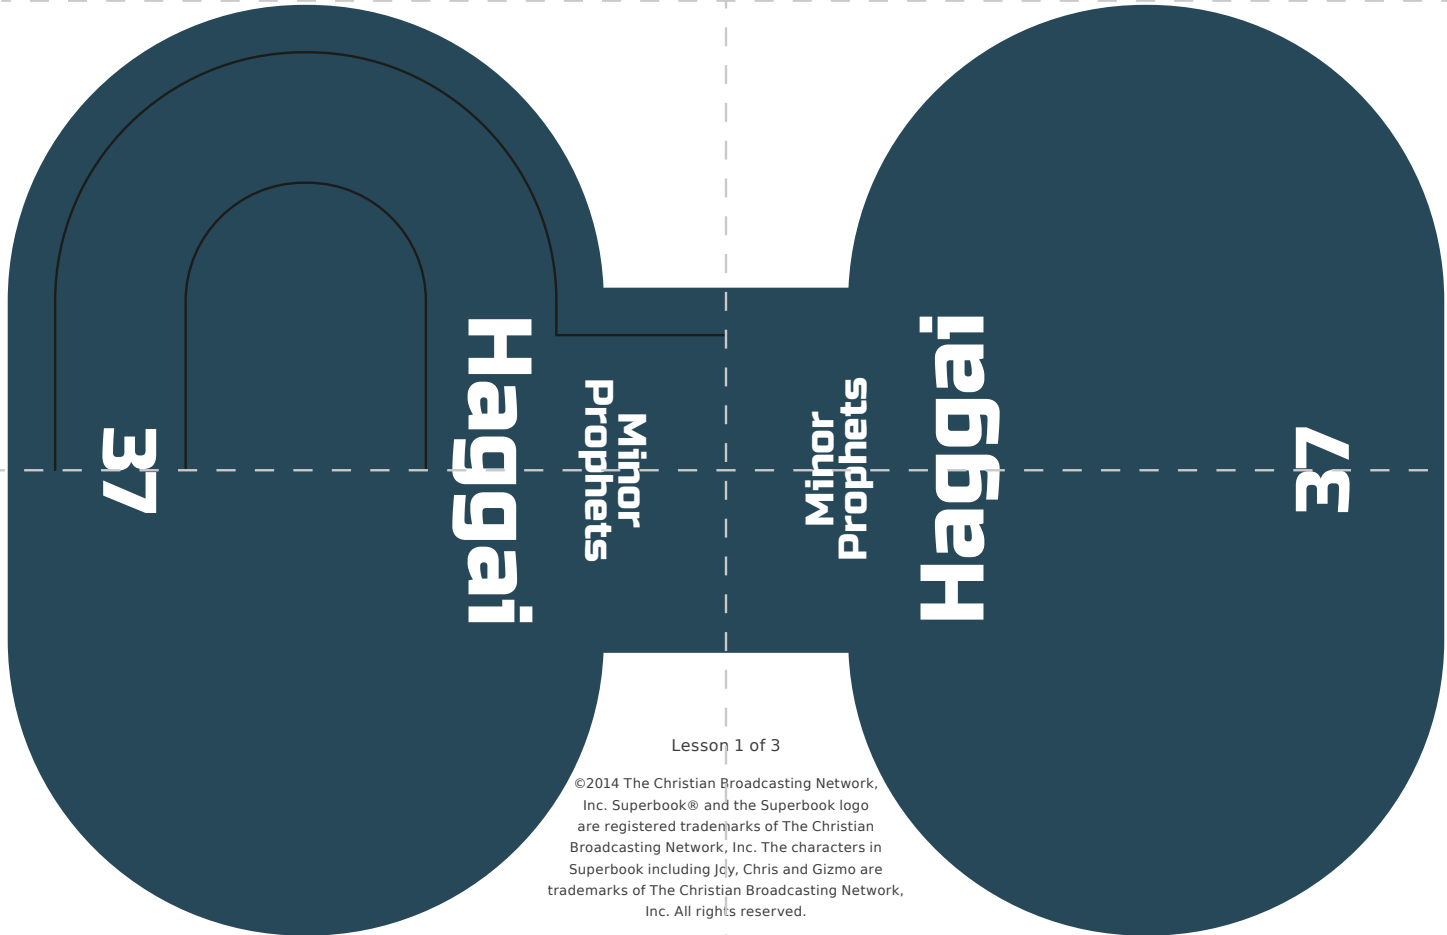 37
Haggai
Minor
Prophets
Minor
Prophets
Haggai
37
Lesson 1 of 3
©2014 The Christian Broadcasting Network,
Inc. Superbook® and the Superbook logo
are registered trademarks of The Christian
Broadcasting Network, Inc. The characters in
Superbook including Joy, Chris and Gizmo are
trademarks of The Christian Broadcasting Network,
Inc. All rights reserved.